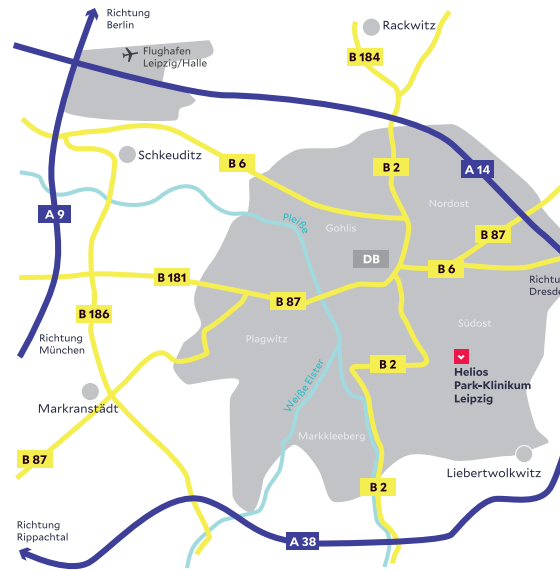 Richtung
Berlin
Rackwitz
Flughafen
Leipzig/Halle
B 184
Schkeuditz
B 6
B 2
A 14
A 9
Nordost
Pleiße
Gohlis
B 87
DB
B 6
B 181
Richtu
Dresde
B 87
B 186
Südost
Richtung
München
Plagwitz
B 2
Helios
Park-Klinikum
Leipzig
Weiße Elster
Markranstädt
Markkleeberg
B 87
Liebertwolkwitz
B 2
Richtung
Rippachtal
A 38